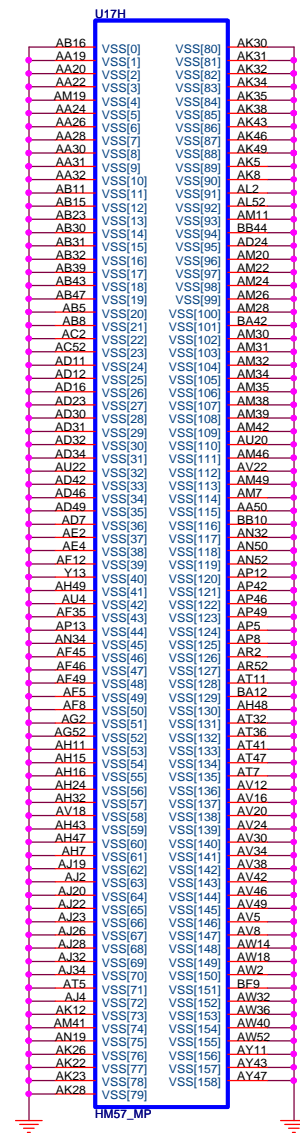 U17H
AB16 VSS[0] VSS[80] AK30
AA19 VSS[1] VSS[81] AK31
AA20 VSS[2] VSS[82] AK32
AA22 VSS[3] VSS[83] AK34
AM19 VSS[4] VSS[84] AK35
AA24 VSS[5] VSS[85] AK38
AA26 VSS[6] VSS[86] AK43
AA28 VSS[7] VSS[87] AK46
AA30 VSS[8] VSS[88] AK49
AA31 VSS[9] VSS[89] AK5
AA32 VSS[10] VSS[90] AK8
AB11 VSS[11] VSS[91] AL2
AB15 VSS[12] VSS[92] AL52
AB23 VSS[13] VSS[93] AM11
AB30 VSS[14] VSS[94] BB44
AB31 VSS[15] VSS[95] AD24
AB32 VSS[16] VSS[96] AM20
AB39 VSS[17] VSS[97] AM22
AB43 VSS[18] VSS[98] AM24
AB47 VSS[19] VSS[99] AM26
AB5 VSS[20] VSS[100] AM28
AB8 VSS[21] VSS[101] BA42
AC2 VSS[22] VSS[102] AM30
AC52 VSS[23] VSS[103] AM31
AD11 VSS[24] VSS[104] AM32
AD12 VSS[25] VSS[105] AM34
AD16 VSS[26] VSS[106] AM35
AD23 VSS[27] VSS[107] AM38
AD30 VSS[28] VSS[108] AM39
AD31 VSS[29] VSS[109] AM42
AD32 VSS[30] VSS[110] AU20
AD34 VSS[31] VSS[111] AM46
AU22 VSS[32] VSS[112] AV22
AD42 VSS[33] VSS[113] AM49
AD46 VSS[34] VSS[114] AM7
AD49 VSS[35] VSS[115] AA50
AD7 VSS[36] VSS[116] BB10
AE2 VSS[37] VSS[117] AN32
AE4 VSS[38] VSS[118] AN50
AF12 VSS[39] VSS[119] AN52
Y13 VSS[40] VSS[120] AP12
AH49 VSS[41] VSS[121] AP42
AU4 VSS[42] VSS[122] AP46
AF35 VSS[43] VSS[123] AP49
AP13 VSS[44] VSS[124] AP5
AN34 VSS[45] VSS[125] AP8
AF45 VSS[46] VSS[126] AR2
AF46 VSS[47] VSS[127] AR52
AF49 VSS[48] VSS[128] AT11
AF5 VSS[49] VSS[129] BA12
AF8 VSS[50] VSS[130] AH48
AG2 VSS[51] VSS[131] AT32
AG52 VSS[52] VSS[132] AT36
AH11 VSS[53] VSS[133] AT41
AH15 VSS[54] VSS[134] AT47
AH16 VSS[55] VSS[135] AT7
AH24 VSS[56] VSS[136] AV12
AH32 VSS[57] VSS[137] AV16
AV18 VSS[58] VSS[138] AV20
AH43 VSS[59] VSS[139] AV24
AH47 VSS[60] VSS[140] AV30
AH7 VSS[61] VSS[141] AV34
AJ19 VSS[62] VSS[142] AV38
AJ2 VSS[63] VSS[143] AV42
AJ20 VSS[64] VSS[144] AV46
AJ22 VSS[65] VSS[145] AV49
AJ23 VSS[66] VSS[146] AV5
AJ26 VSS[67] VSS[147] AV8
AJ28 VSS[68] VSS[148] AW14
AJ32 VSS[69] VSS[149] AW18
AJ34 VSS[70] VSS[150] AW2
AT5 VSS[71] VSS[151] BF9
AJ4 VSS[72] VSS[152] AW32
AK12 VSS[73] VSS[153] AW36
AM41 VSS[74] VSS[154] AW40
AN19 VSS[75] VSS[155] AW52
AK26 VSS[76] VSS[156] AY11
AK22 VSS[77] VSS[157] AY43
AK23 VSS[78] VSS[158] AY47
AK28 VSS[79]
HM57_MP